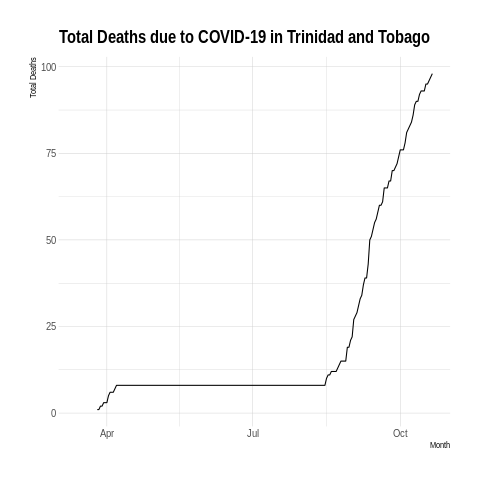 Total Deaths due to COVID-19 in Trinidad and Tobago
Total Deaths
100
75
50
25
0
Apr Jul Oct
Month